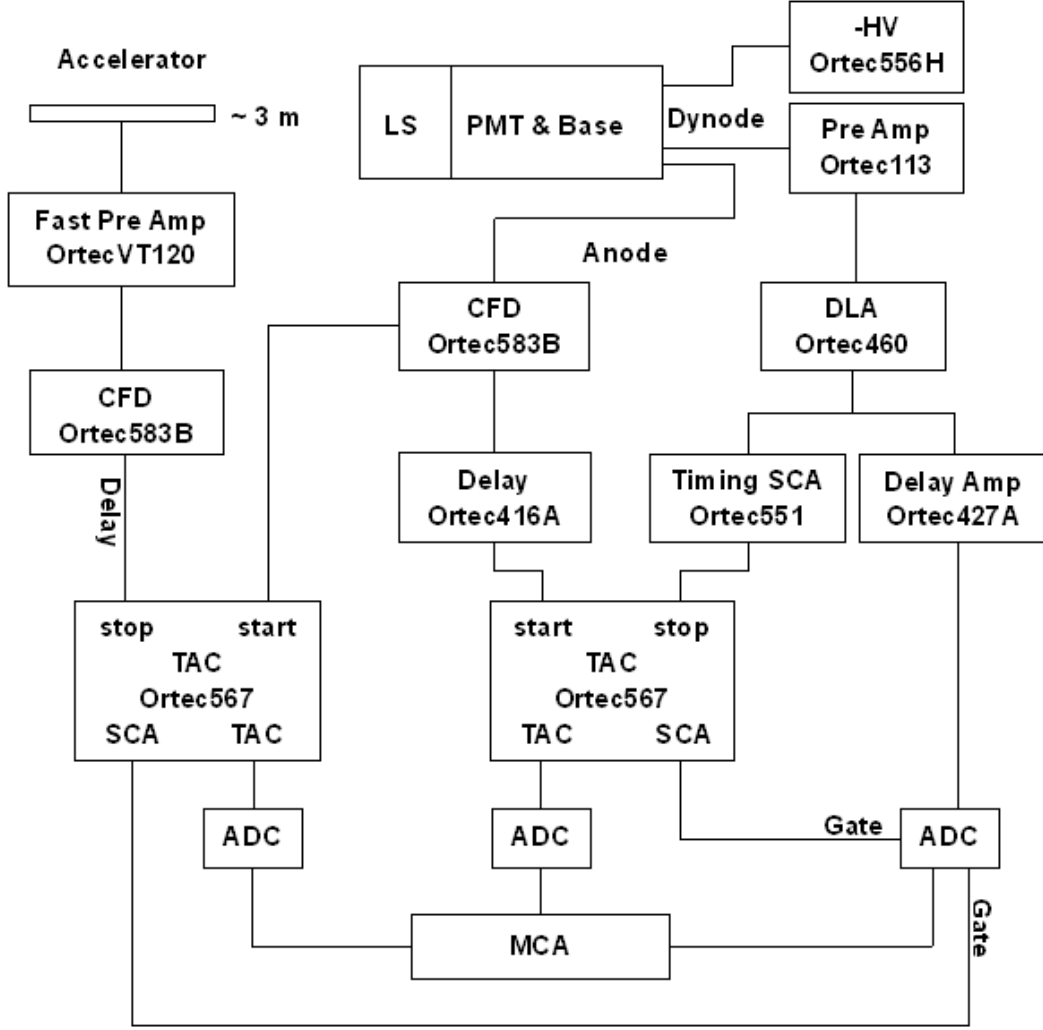 Accelerator
~ 3 m
Fast Pre Amp
OrtecVT120
CFD
Ortec583B
Delay
LS
PMT & Base
-HV
Ortec556H
Dynode
Pre Amp
Ortec113
Anode
CFD
Ortec583B
DLA
Ortec460
Delay
Ortec416A
Timing SCA
Ortec551
Delay Amp
Ortec427A
stop start
TAC
Ortec567
SCA TAC
start stop
TAC
Ortec567
TAC SCA
ADC
ADC
Gate
ADC
Gate
MCA